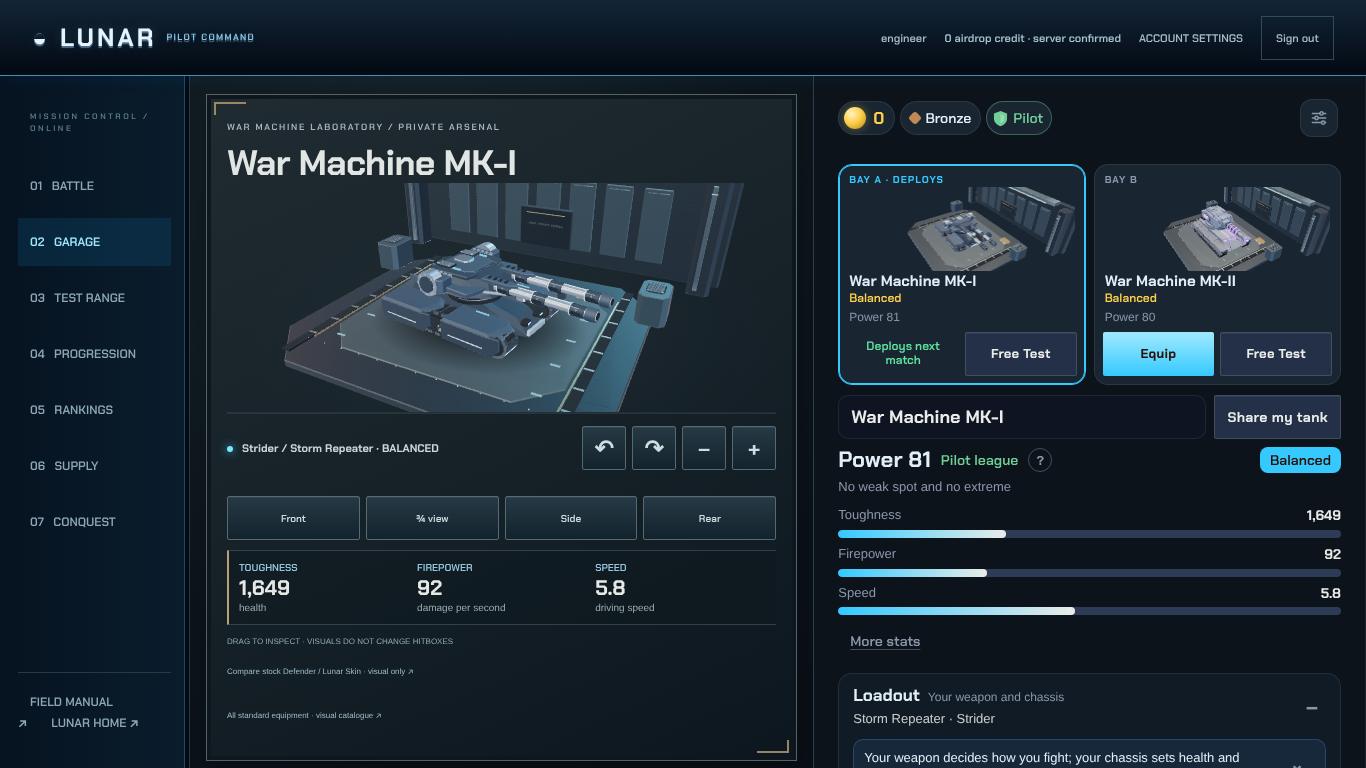 LUNAR PILOT COMMAND
engineer
0 airdrop credit · server confirmed
ACCOUNT SETTINGS
Sign out
MISSION CONTROL /
ONLINE
01 BATTLE
02 GARAGE
03 TEST RANGE
04 PROGRESSION
05 RANKINGS
06 SUPPLY
07 CONQUEST
FIELD MANUAL
↗ LUNAR HOME ↗
WAR MACHINE LABORATORY / PRIVATE ARSENAL
War Machine MK-I
Strider / Storm Repeater · BALANCED
↶ ↷ − +
Front
¾ view
Side
Rear
TOUGHNESS
1,649
health
FIREPOWER
92
damage per second
SPEED
5.8
driving speed
DRAG TO INSPECT · VISUALS DO NOT CHANGE HITBOXES
Compare stock Defender / Lunar Skin · visual only ↗
All standard equipment · visual catalogue ↗
0
Bronze
Pilot
BAY A · DEPLOYS
War Machine MK-I
Balanced
Power 81
Deploys next
match
Free Test
BAY B
War Machine MK-II
Balanced
Power 80
Equip
Free Test
War Machine MK-I
Share my tank
Power 81 Pilot league ?
Balanced
No weak spot and no extreme
Toughness 1,649
Firepower 92
Speed 5.8
More stats
Loadout Your weapon and chassis
−
Storm Repeater · Strider
Your weapon decides how you fight; your chassis sets health and